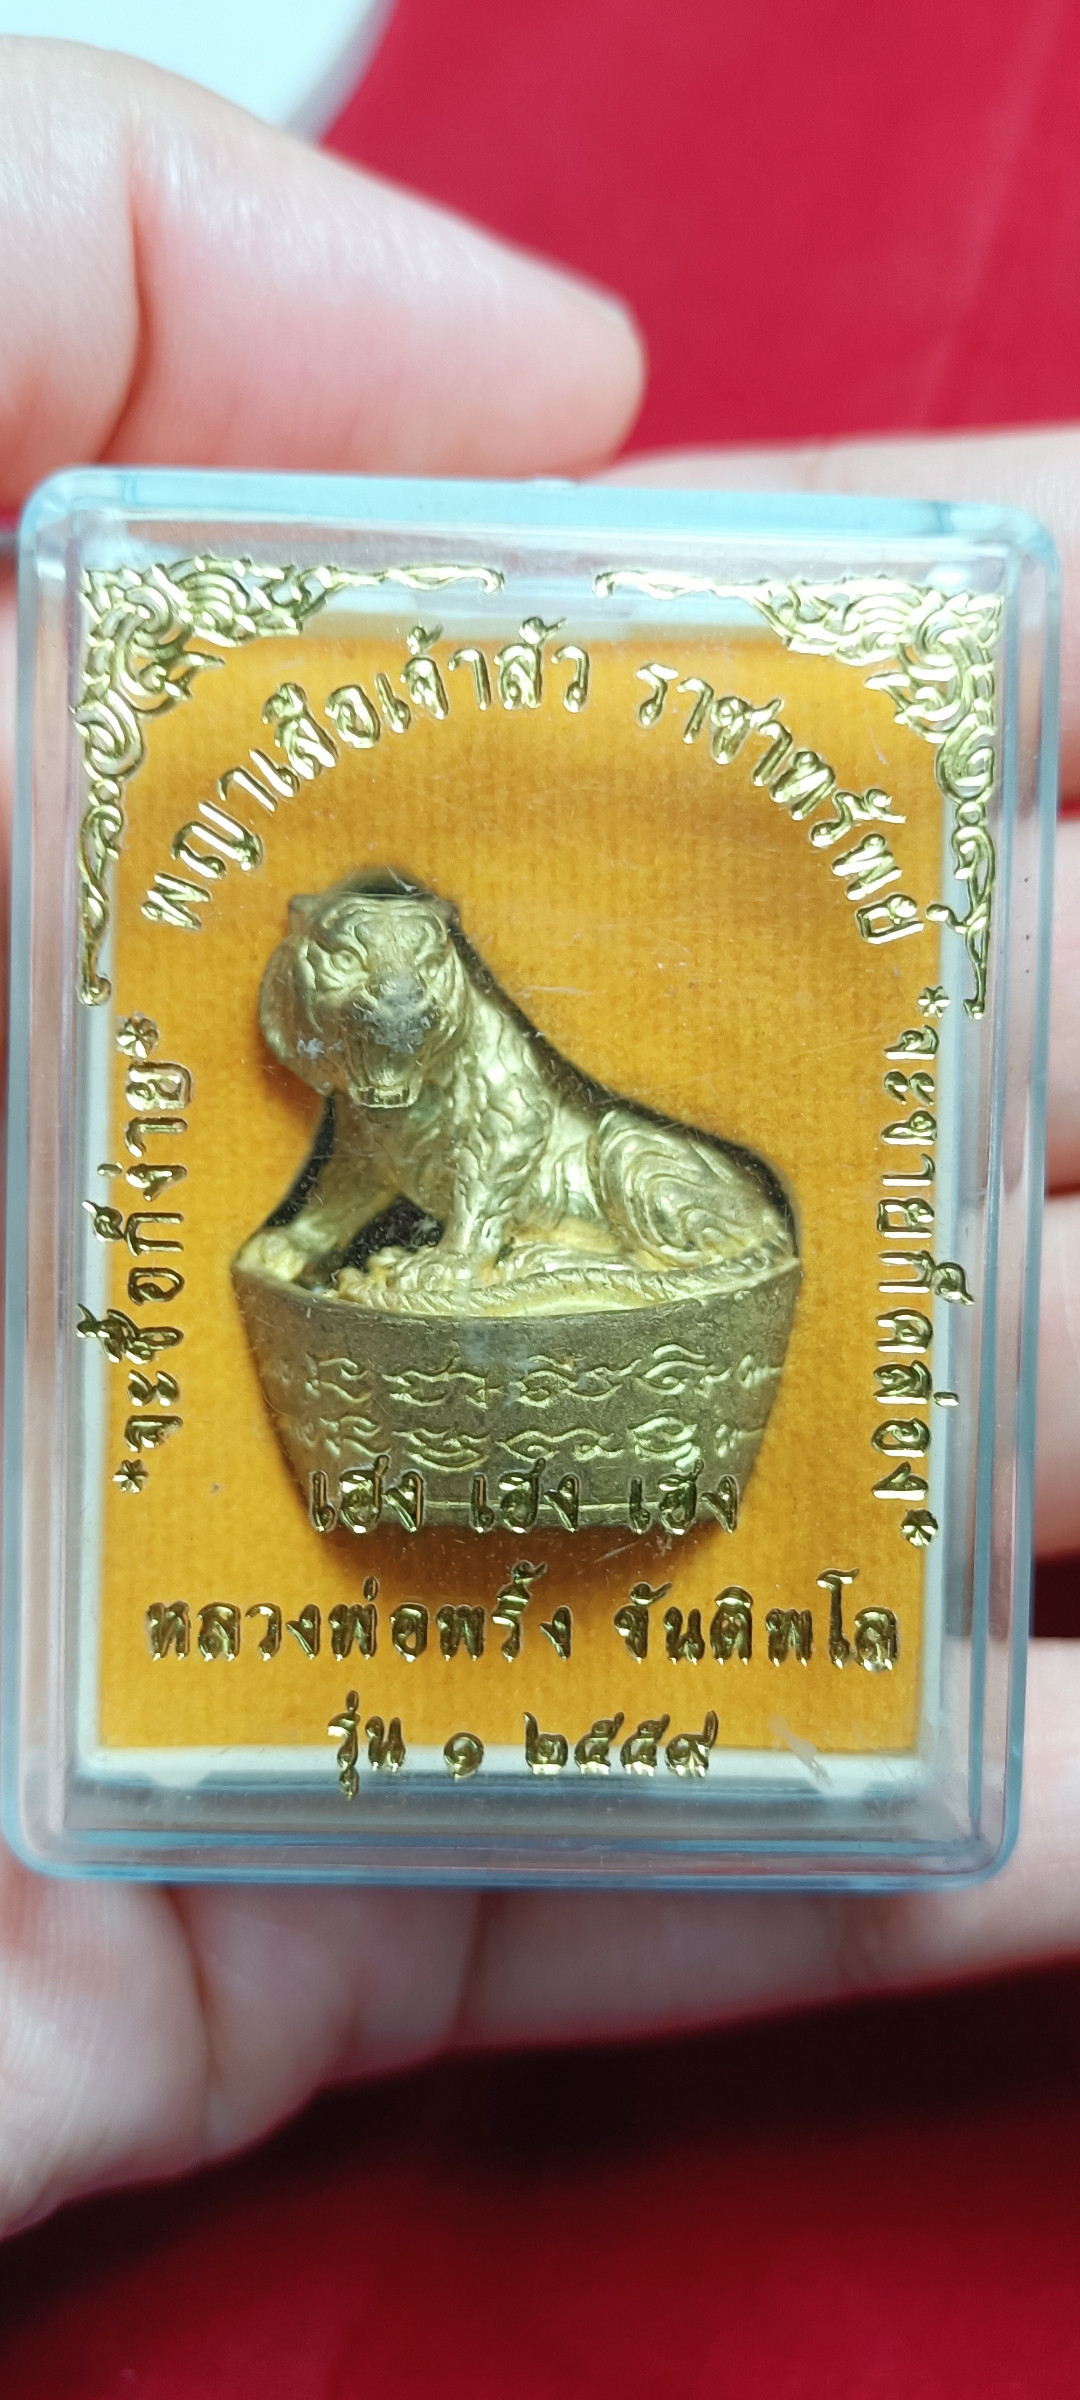 พญาเสือเจ้าสัว ราชาทรัพย์
*จะซื้อก็ง่าย*
*จะขายก็คล่อง*
เฮง เฮง เฮง
หลวงพ่อพริ้ง ขันติพโล
รุ่น ๑ ๒๕๕๙